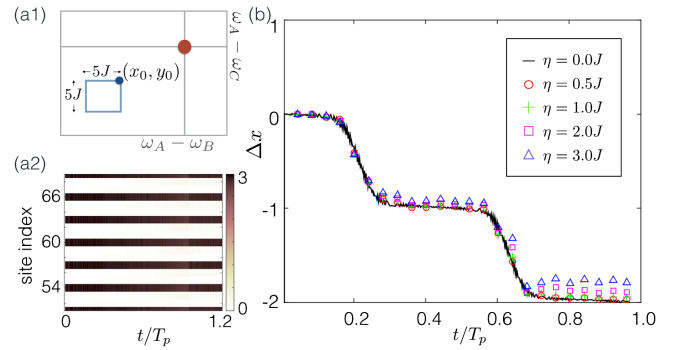 (a1)
ω_A − ω_C
5J
(x₀, y₀)
5J
ω_A − ω_B
(a2)
site index
66
60
54
3
0
0
1.2
t/T_p
(b)
Δx
0
-1
-2
η = 0.0J
η = 0.5J
η = 1.0J
η = 2.0J
η = 3.0J
0.2
0.4
0.6
0.8
1.0
t/T_p